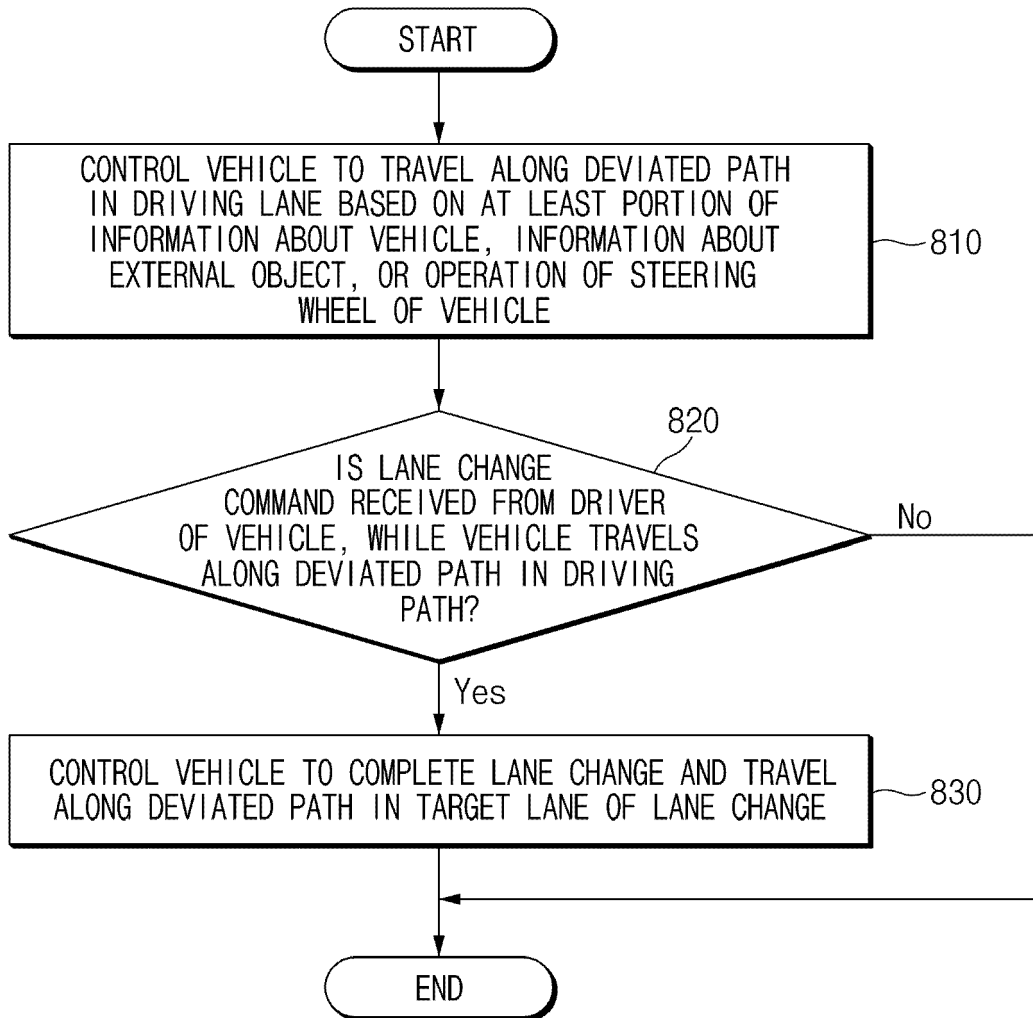 START
CONTROL VEHICLE TO TRAVEL ALONG DEVIATED PATH
IN DRIVING LANE BASED ON AT LEAST PORTION OF
INFORMATION ABOUT VEHICLE, INFORMATION ABOUT
EXTERNAL OBJECT, OR OPERATION OF STEERING
WHEEL OF VEHICLE
810
820
IS LANE CHANGE
COMMAND RECEIVED FROM DRIVER
OF VEHICLE, WHILE VEHICLE TRAVELS
ALONG DEVIATED PATH IN DRIVING
PATH?
No
Yes
CONTROL VEHICLE TO COMPLETE LANE CHANGE AND TRAVEL
ALONG DEVIATED PATH IN TARGET LANE OF LANE CHANGE
830
END